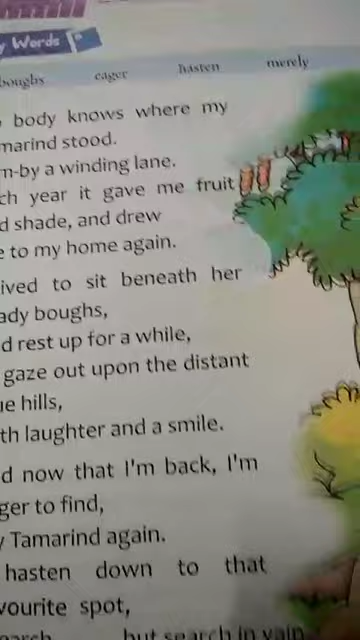 Words
boughs eager hasten merely
body knows where my
marind stood.
m-by a winding lane.
ch year it gave me fruit
d shade, and drew
e to my home again.
ived to sit beneath her
ady boughs,
d rest up for a while,
gaze out upon the distant
ue hills,
th laughter and a smile.
d now that I'm back, I'm
ger to find,
y Tamarind again.
hasten down to that
vourite spot,
earch but search in vain